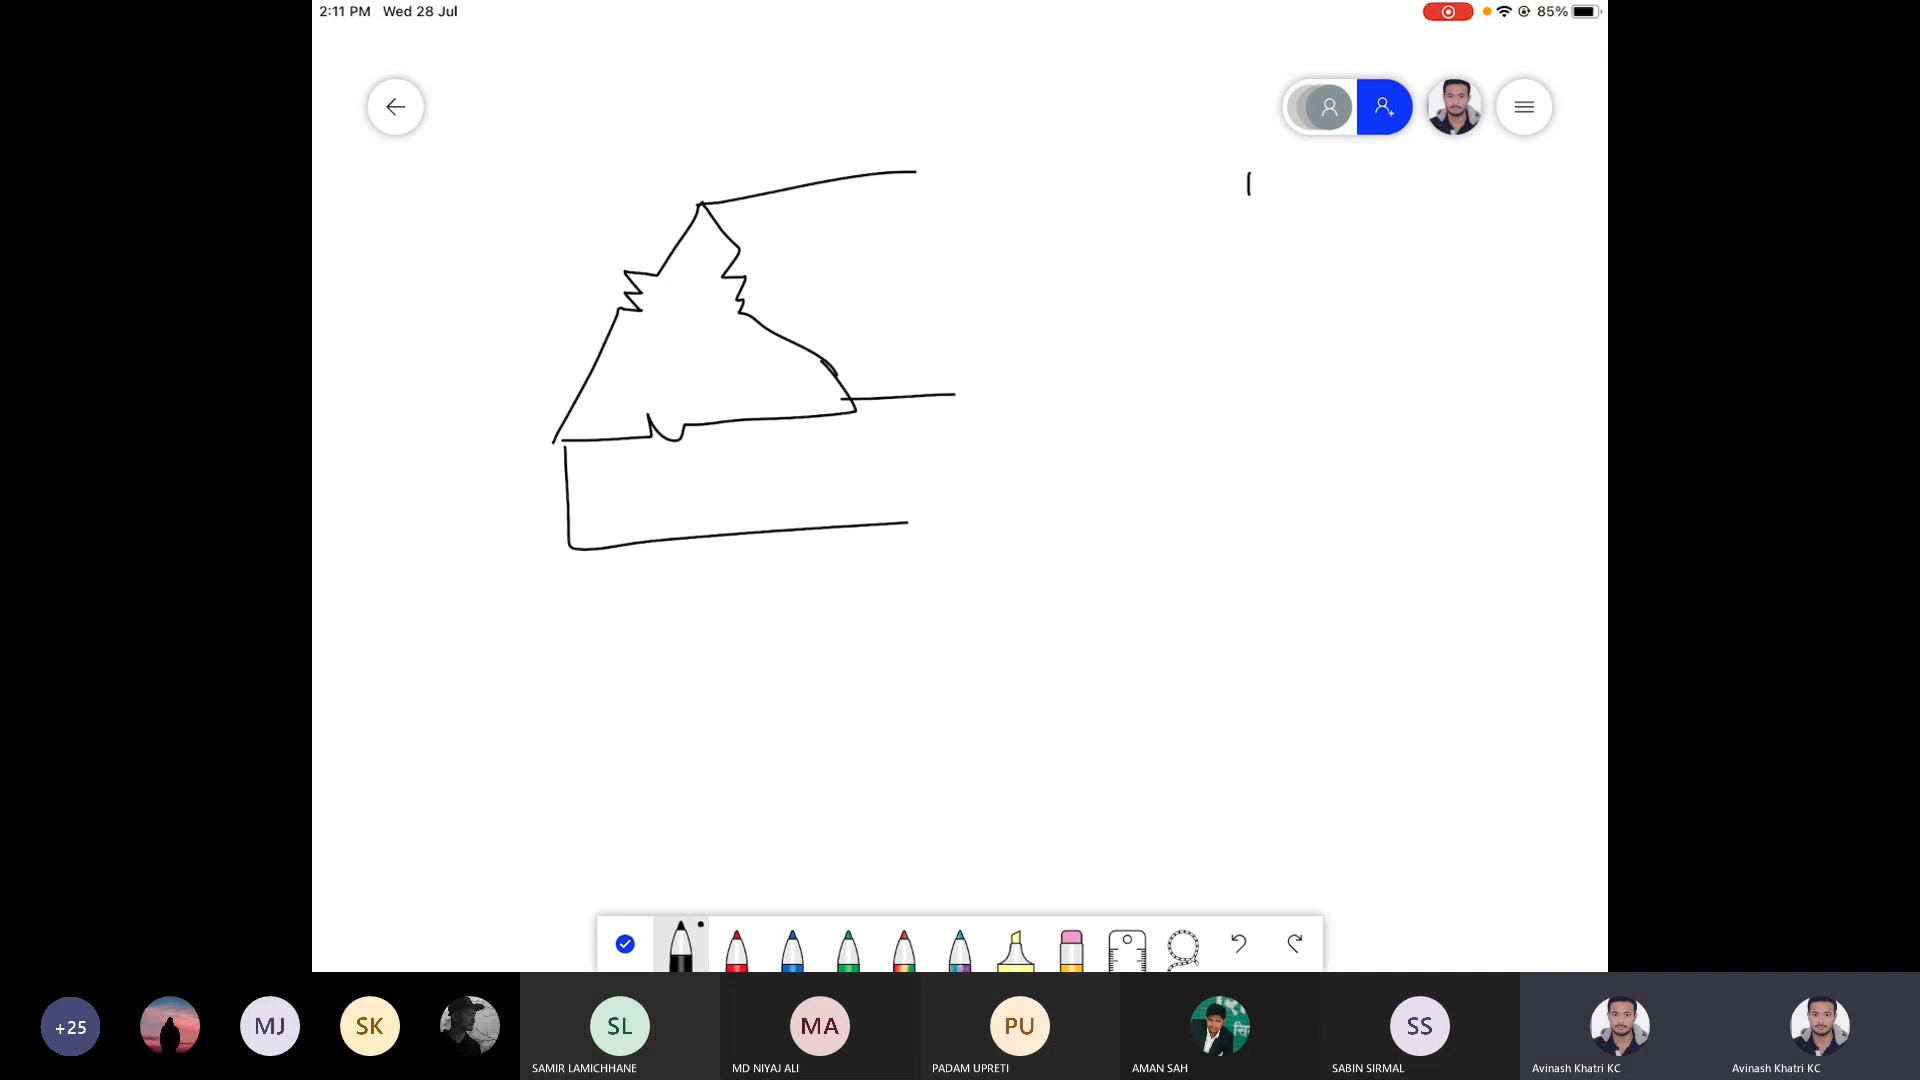 2:11 PM Wed 28 Jul
85%
+25
MJ
SK
SL
MA
PU
SS
SAMIR LAMICHHANE
MD NIYAJ ALI
PADAM UPRETI
AMAN SAH
SABIN SIRMAL
Avinash Khatri KC
Avinash Khatri KC